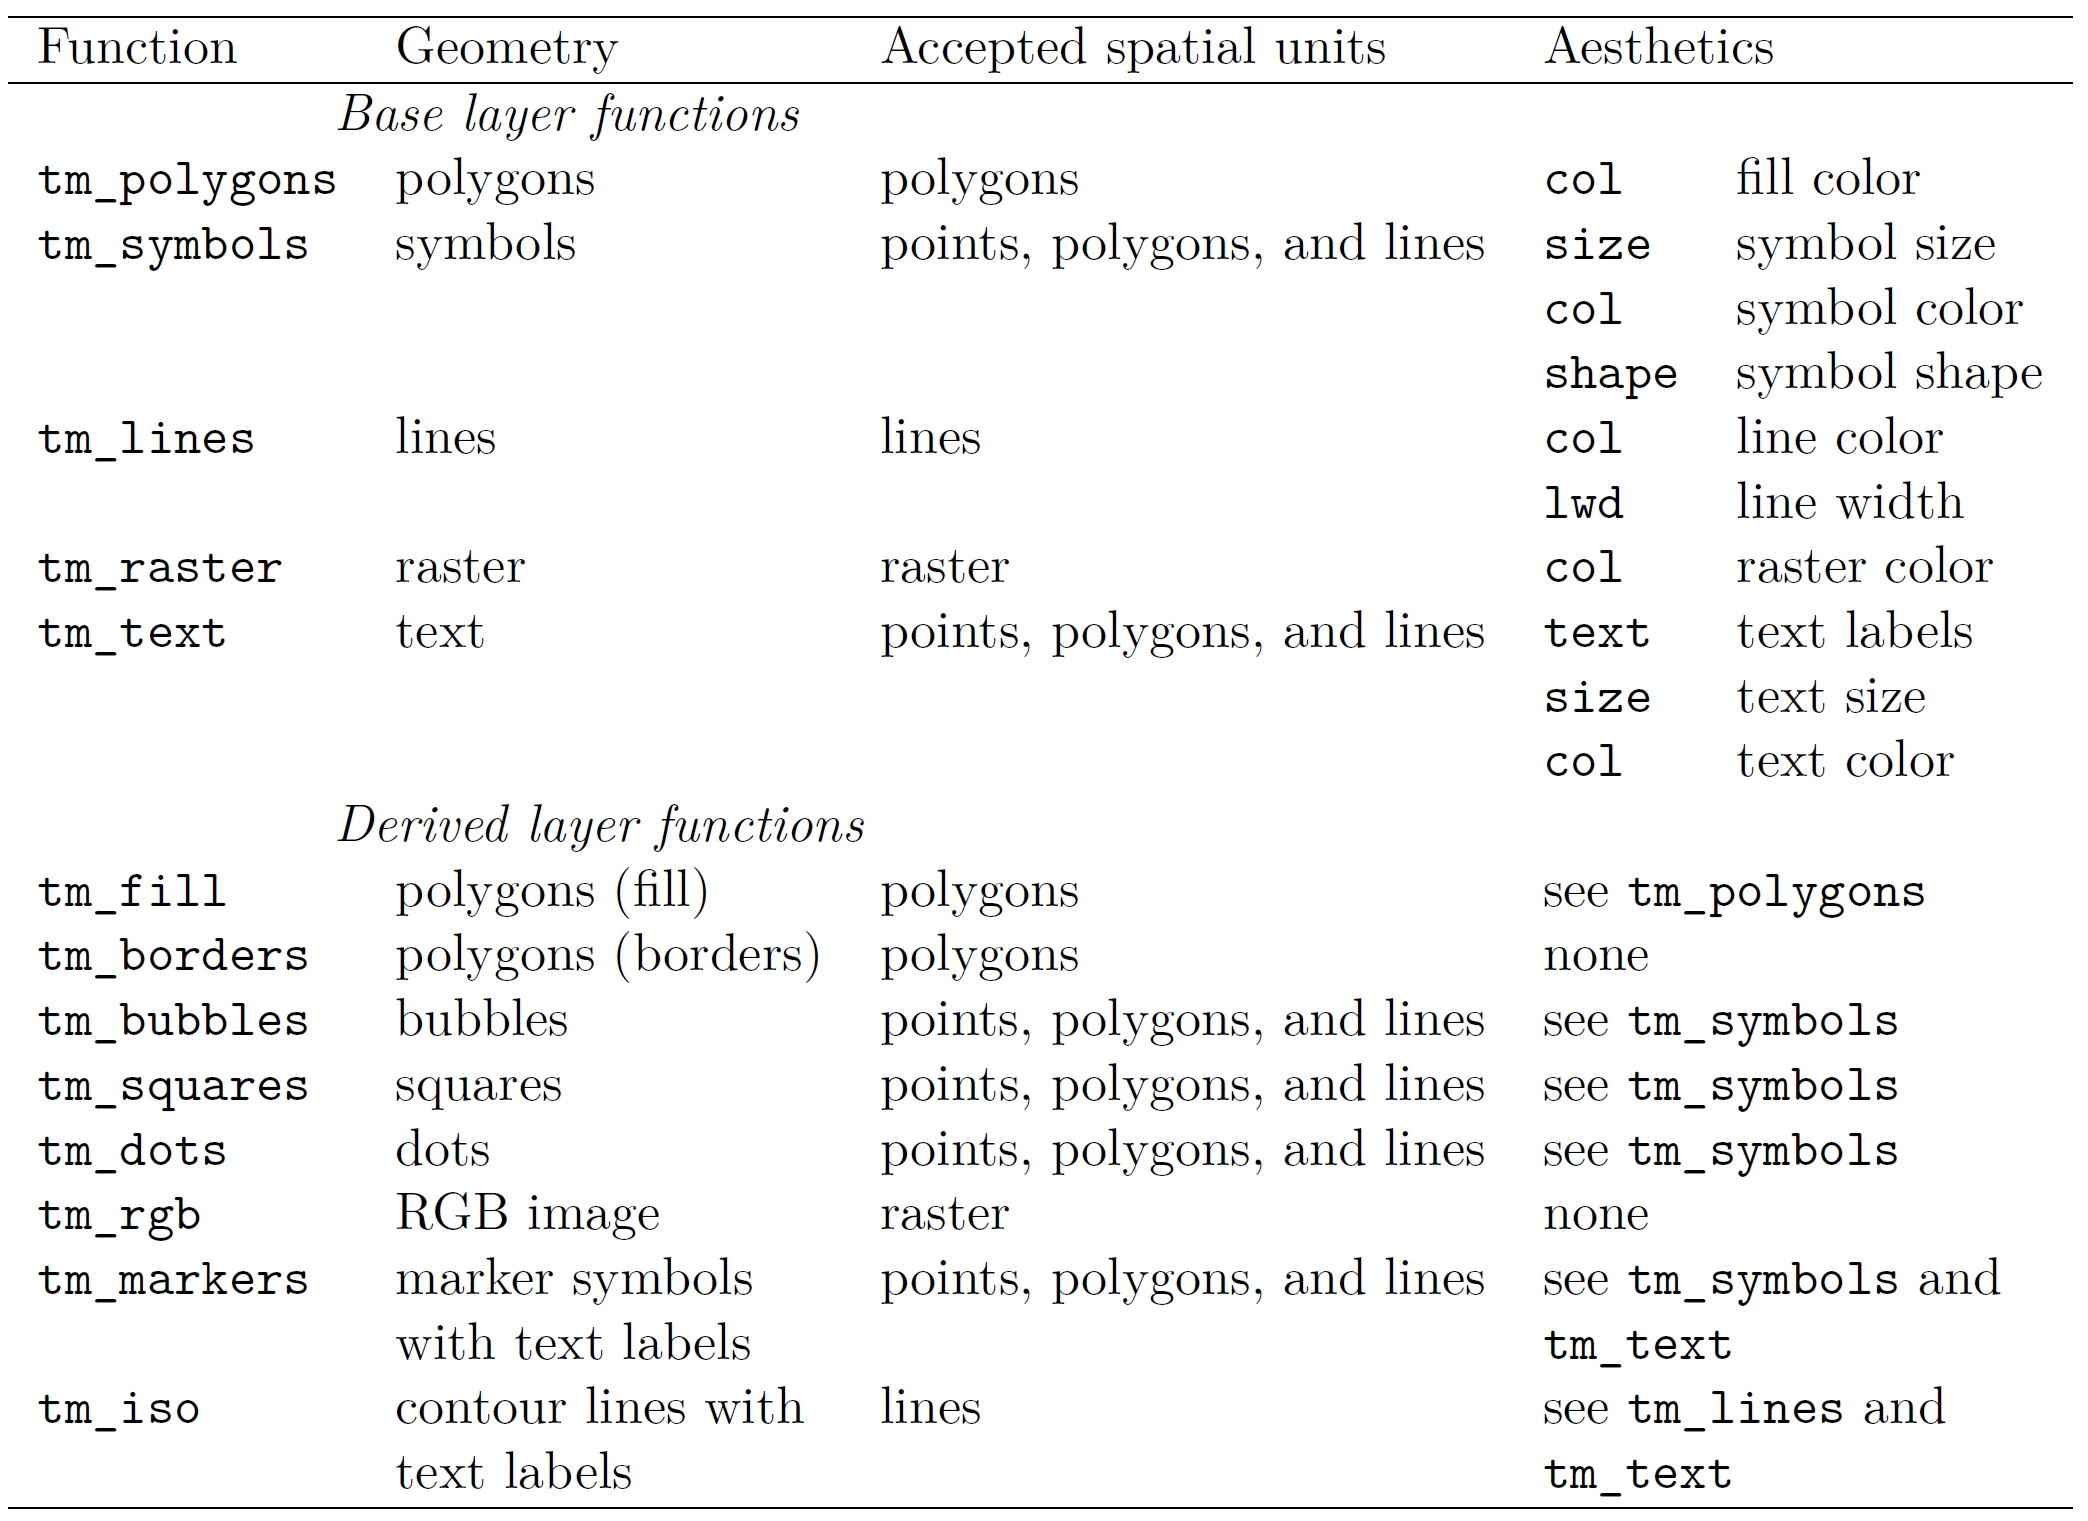 Function Geometry Accepted spatial units Aesthetics
Base layer functions
tm_polygons polygons polygons col fill color
tm_symbols symbols points, polygons, and lines size symbol size
col symbol color
shape symbol shape
tm_lines lines lines col line color
lwd line width
tm_raster raster raster col raster color
tm_text text points, polygons, and lines text text labels
size text size
col text color
Derived layer functions
tm_fill polygons (fill) polygons see tm_polygons
tm_borders polygons (borders) polygons none
tm_bubbles bubbles points, polygons, and lines see tm_symbols
tm_squares squares points, polygons, and lines see tm_symbols
tm_dots dots points, polygons, and lines see tm_symbols
tm_rgb RGB image raster none
tm_markers marker symbols points, polygons, and lines see tm_symbols and
with text labels tm_text
tm_iso contour lines with lines see tm_lines and
text labels tm_text